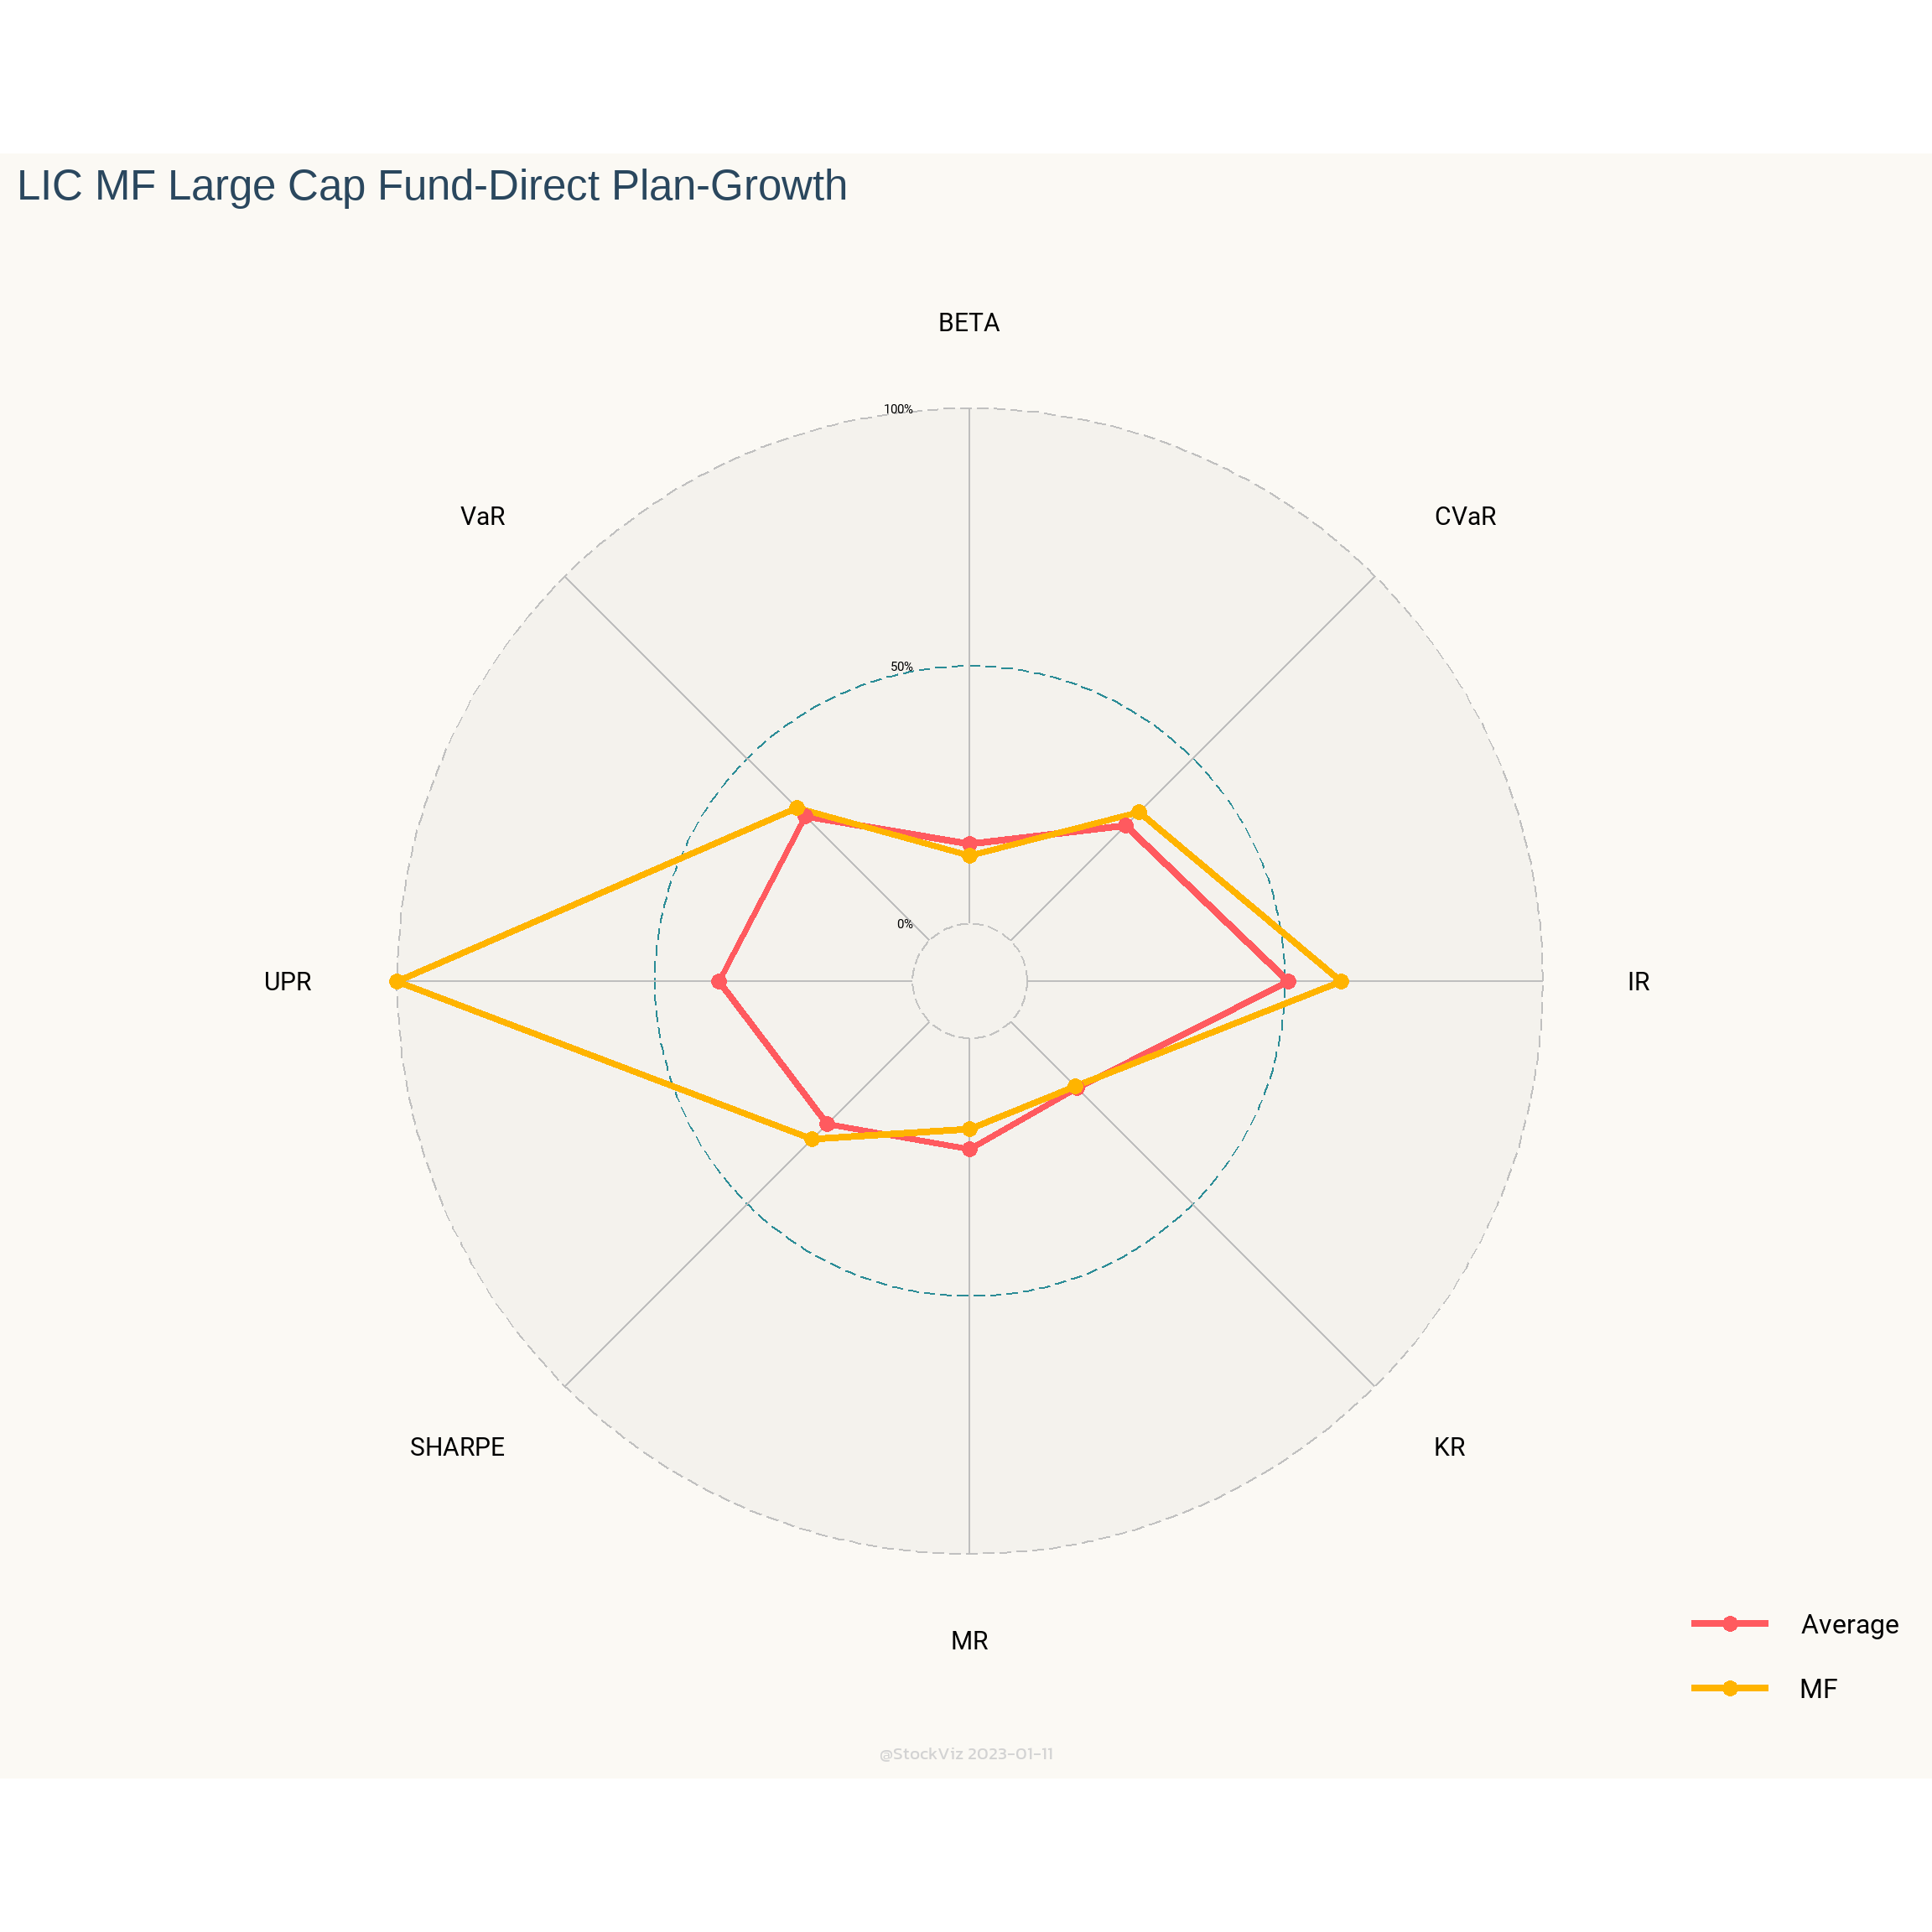 LIC MF Large Cap Fund-Direct Plan-Growth
BETA
100%
VaR
CVaR
50%
0%
UPR
IR
SHARPE
KR
MR
Average
MF
@StockViz 2023-01-11